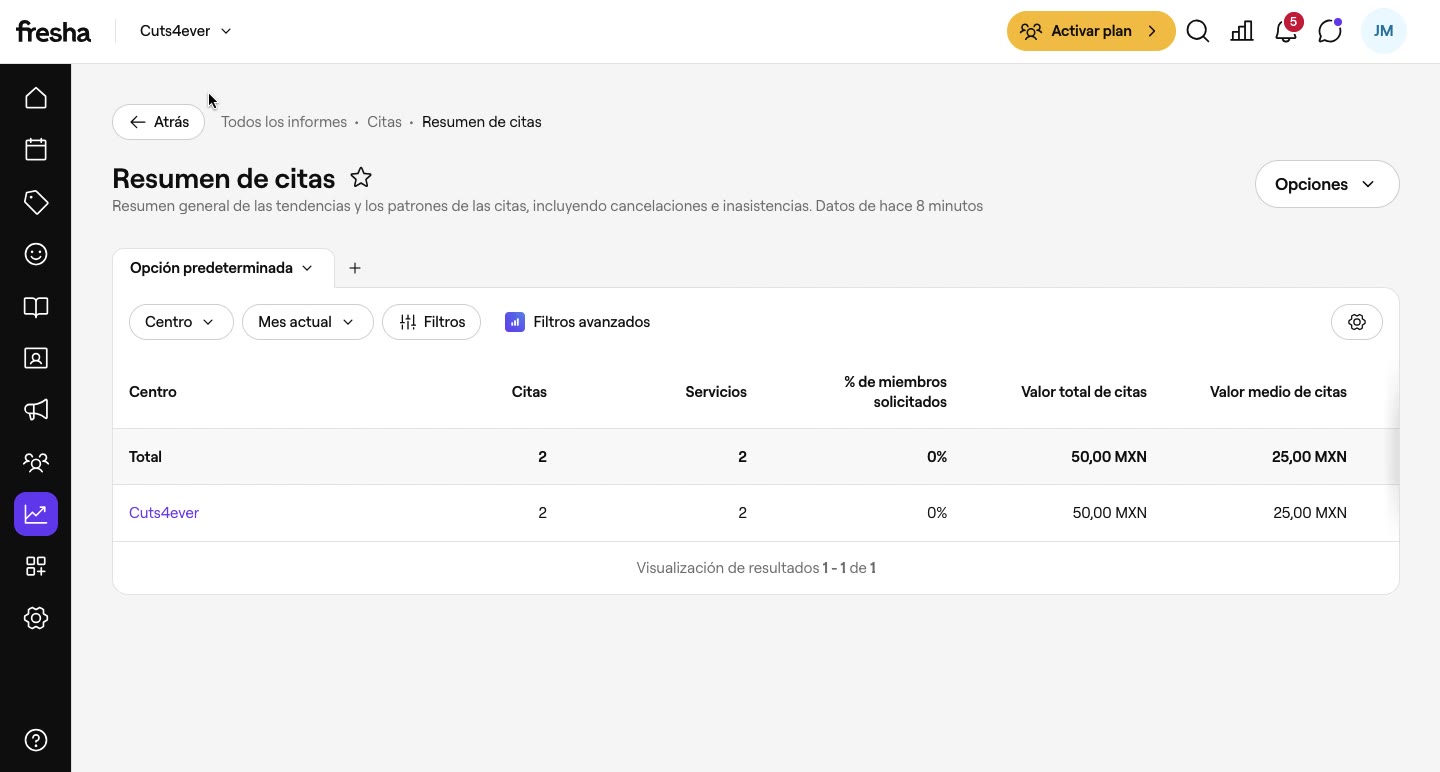 fresha
Cuts4ever
Activar plan
5
JM
Atrás
Todos los informes • Citas • Resumen de citas
Resumen de citas
Opciones
Resumen general de las tendencias y los patrones de las citas, incluyendo cancelaciones e inasistencias. Datos de hace 8 minutos
Opción predeterminada
Centro
Mes actual
Filtros
Filtros avanzados
Centro Citas Servicios % de miembros solicitados Valor total de citas Valor medio de citas
Total 2 2 0% 50,00 MXN 25,00 MXN
Cuts4ever 2 2 0% 50,00 MXN 25,00 MXN
Visualización de resultados 1 - 1 de 1